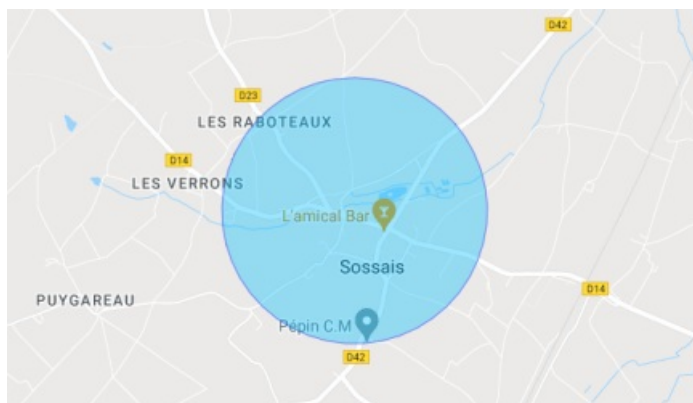 D42
D23
LES RABOTEAUX
D14
LES VERRONS
L'amical Bar
Sossais
D14
PUYGAREAU
Pépin C.M
D42